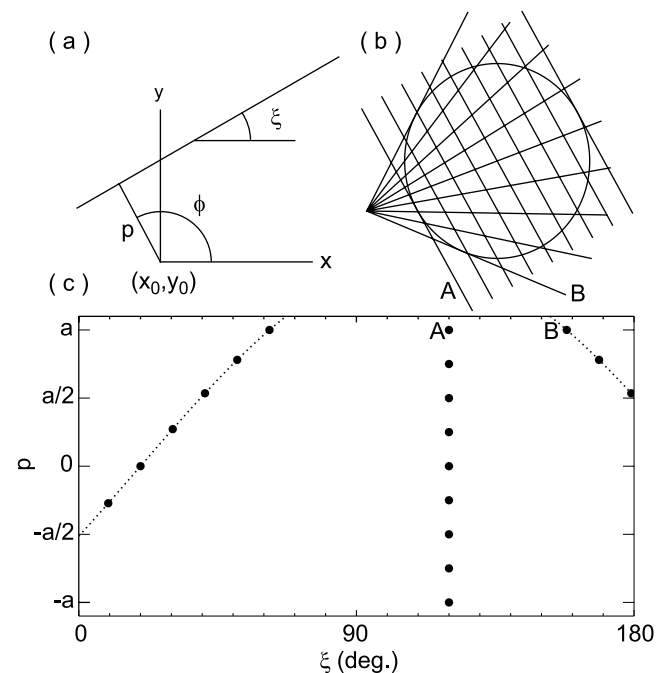 ( a )
( b )
y
ξ
ϕ
p
x
(x₀,y₀)
A
B
( c )
a
a/2
0
-a/2
-a
p
A
B
0
90
180
ξ (deg.)